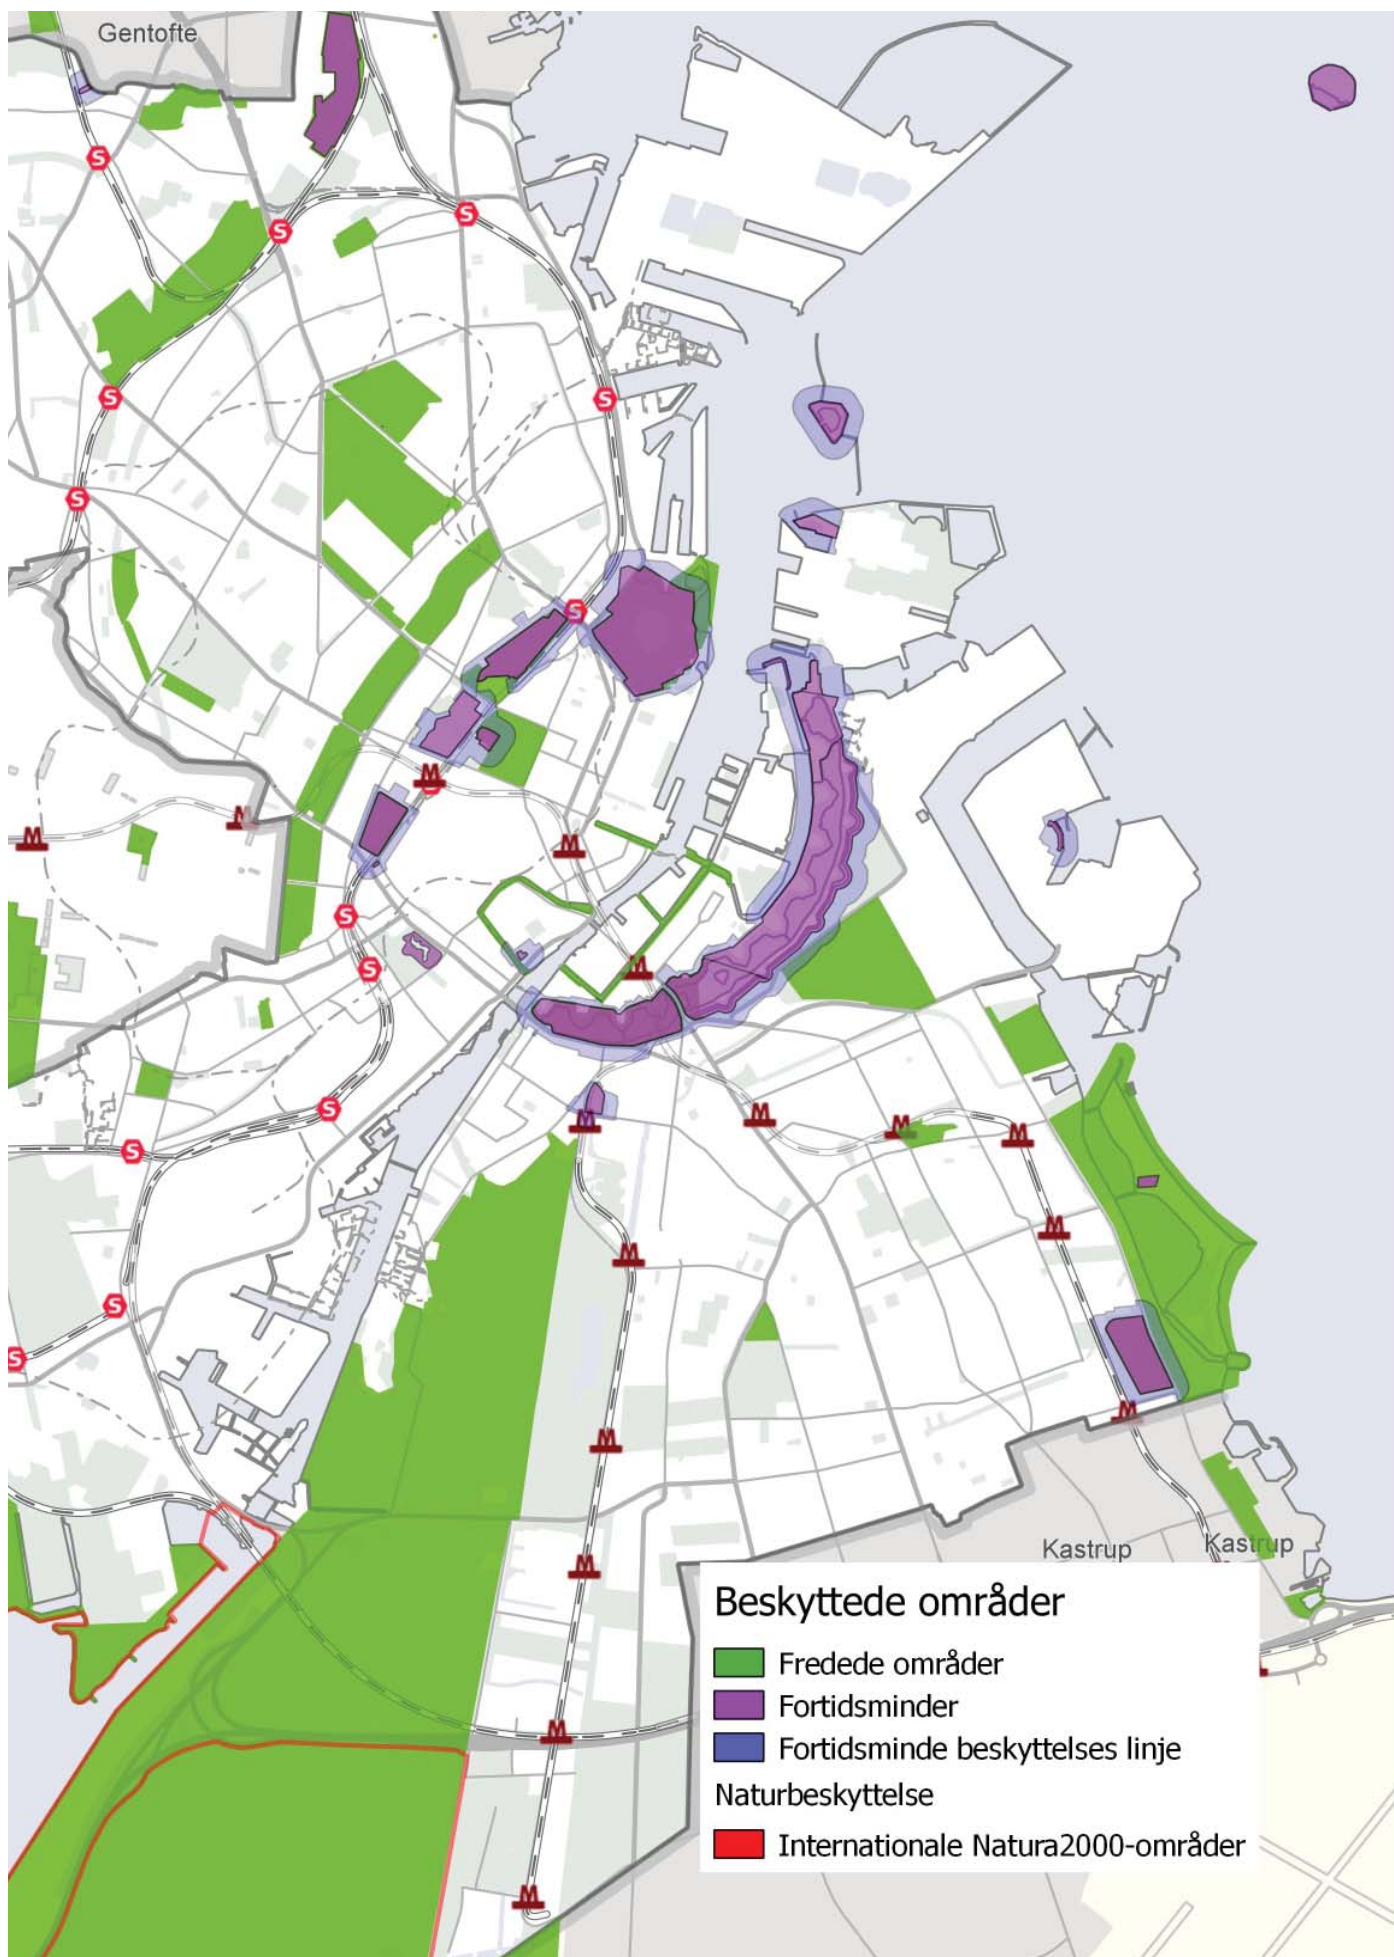 Gentofte
S
S
S
S
S
S
S
S
M
M
M
M
S
S
M
S
M
M
M
M
S
M
M
S
S
M
M
Kastrup
Kastrup
M
M
M
Beskyttede områder
Fredede områder
Fortidsminder
Fortidsminde beskyttelses linje
Naturbeskyttelse
Internationale Natura2000-områder